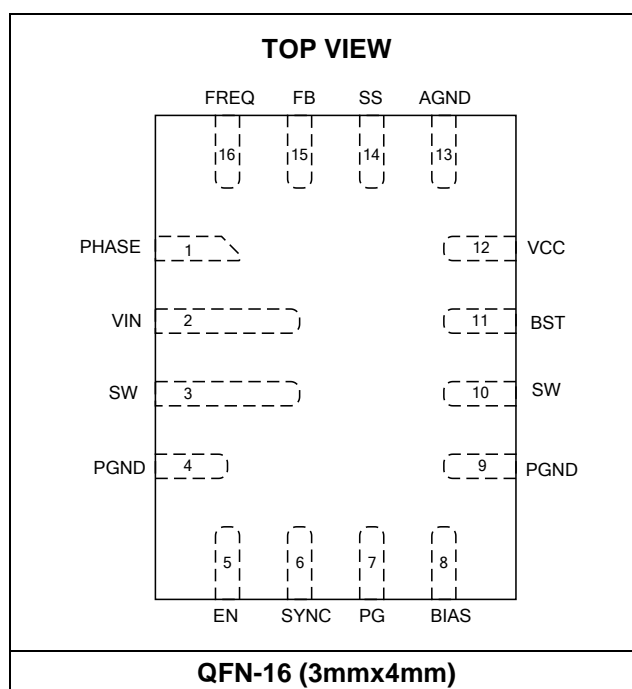 TOP VIEW
FREQ FB SS AGND
16 15 14 13
PHASE 1 12 VCC
VIN 2 11 BST
SW 3 10 SW
PGND 4 9 PGND
5 6 7 8
EN SYNC PG BIAS
QFN-16 (3mmx4mm)